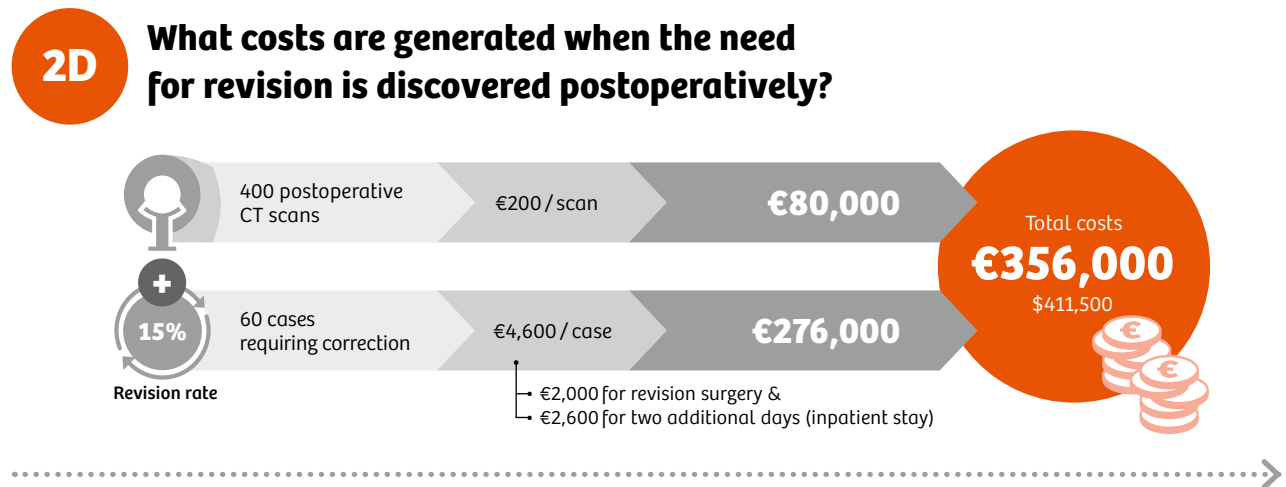 2D
What costs are generated when the need
for revision is discovered postoperatively?
400 postoperative
CT scans
€200 / scan
€80,000
+
15%
Revision rate
60 cases
requiring correction
€4,600 / case
€276,000
€2,000 for revision surgery &
€2,600 for two additional days (inpatient stay)
Total costs
€356,000
$411,500
€
€